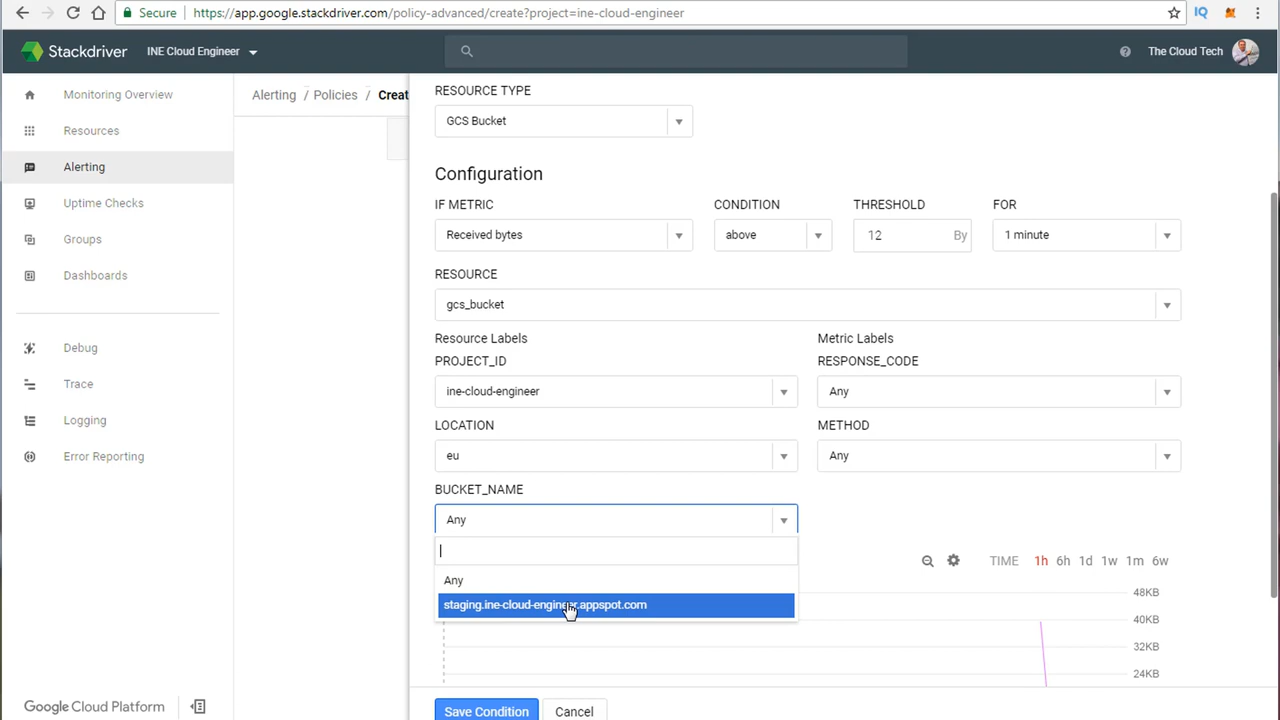 Secure https://app.google.stackdriver.com/policy-advanced/create?project=ine-cloud-engineer
Stackdriver INE Cloud Engineer The Cloud Tech
Monitoring Overview
Resources
Alerting
Uptime Checks
Groups
Dashboards
Debug
Trace
Logging
Error Reporting
Google Cloud Platform
Alerting / Policies / Creat
RESOURCE TYPE
GCS Bucket
Configuration
IF METRIC CONDITION THRESHOLD FOR
Received bytes above 12 By 1 minute
RESOURCE
gcs_bucket
Resource Labels Metric Labels
PROJECT_ID RESPONSE_CODE
ine-cloud-engineer Any
LOCATION METHOD
eu Any
BUCKET_NAME
Any
Any
staging.ine-cloud-engineer.appspot.com
TIME 1h 6h 1d 1w 1m 6w
48KB
40KB
32KB
24KB
Save Condition Cancel